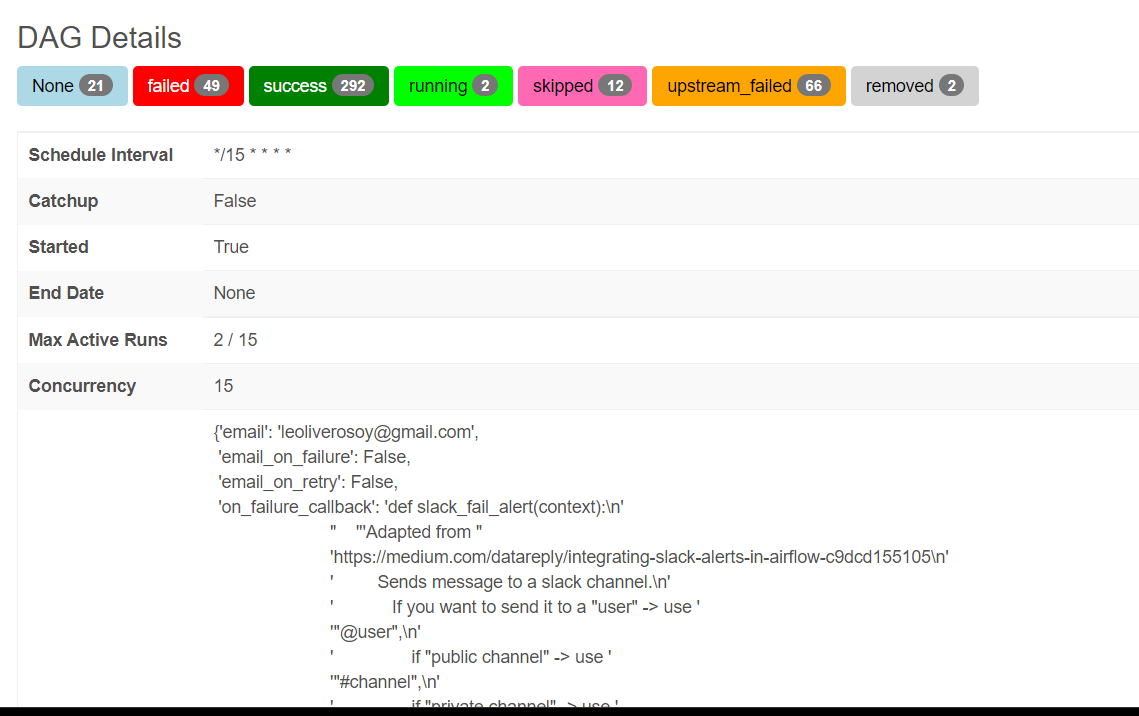 DAG Details
None 21 failed 49 success 292 running 2 skipped 12 upstream_failed 66 removed 2
Schedule Interval */15 * * * *
Catchup False
Started True
End Date None
Max Active Runs 2 / 15
Concurrency 15
{'email': 'leoliverosoy@gmail.com',
'email_on_failure': False,
'email_on_retry': False,
'on_failure_callback': 'def slack_fail_alert(context):\n'
" '''Adapted from "
'https://medium.com/datareply/integrating-slack-alerts-in-airflow-c9dcd155105\n'
' Sends message to a slack channel.\n'
' If you want to send it to a "user" -> use '
'"@user",\n'
' if "public channel" -> use '
'"#channel",\n'
' if "private channel" -> use '